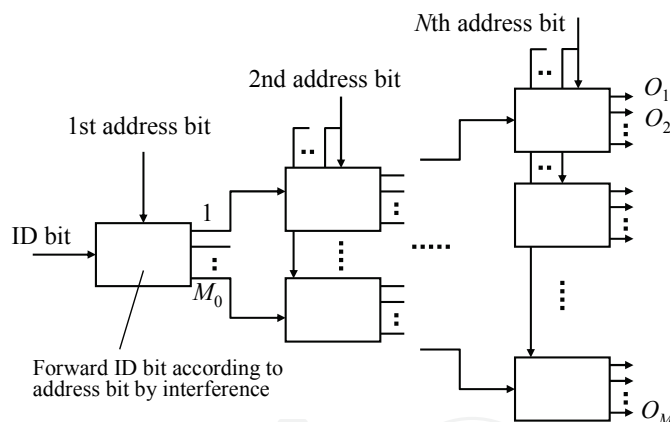 Nth address bit
2nd address bit
1st address bit
O1
O2
ID bit
1
M0
Forward ID bit according to
address bit by interference
OM